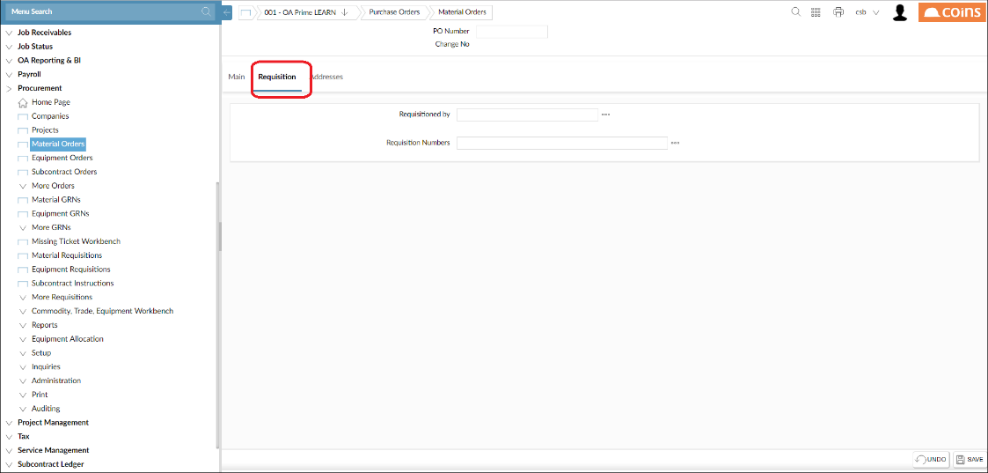 Menu Search
001 - OA Prime LEARN
Purchase Orders
Material Orders
csb
coins
Job Receivables
Job Status
OA Reporting & BI
Payroll
Procurement
Home Page
Companies
Projects
Material Orders
Equipment Orders
Subcontract Orders
More Orders
Material GRNs
Equipment GRNs
More GRNs
Missing Ticket Workbench
Material Requisitions
Equipment Requisitions
Subcontract Instructions
More Requisitions
Commodity, Trade, Equipment Workbench
Reports
Equipment Allocation
Setup
Inquiries
Administration
Print
Auditing
Project Management
Tax
Service Management
Subcontract Ledger
PO Number
Change No
Main Requisition Addresses
Requisitioned by
Requisition Numbers
UNDO SAVE